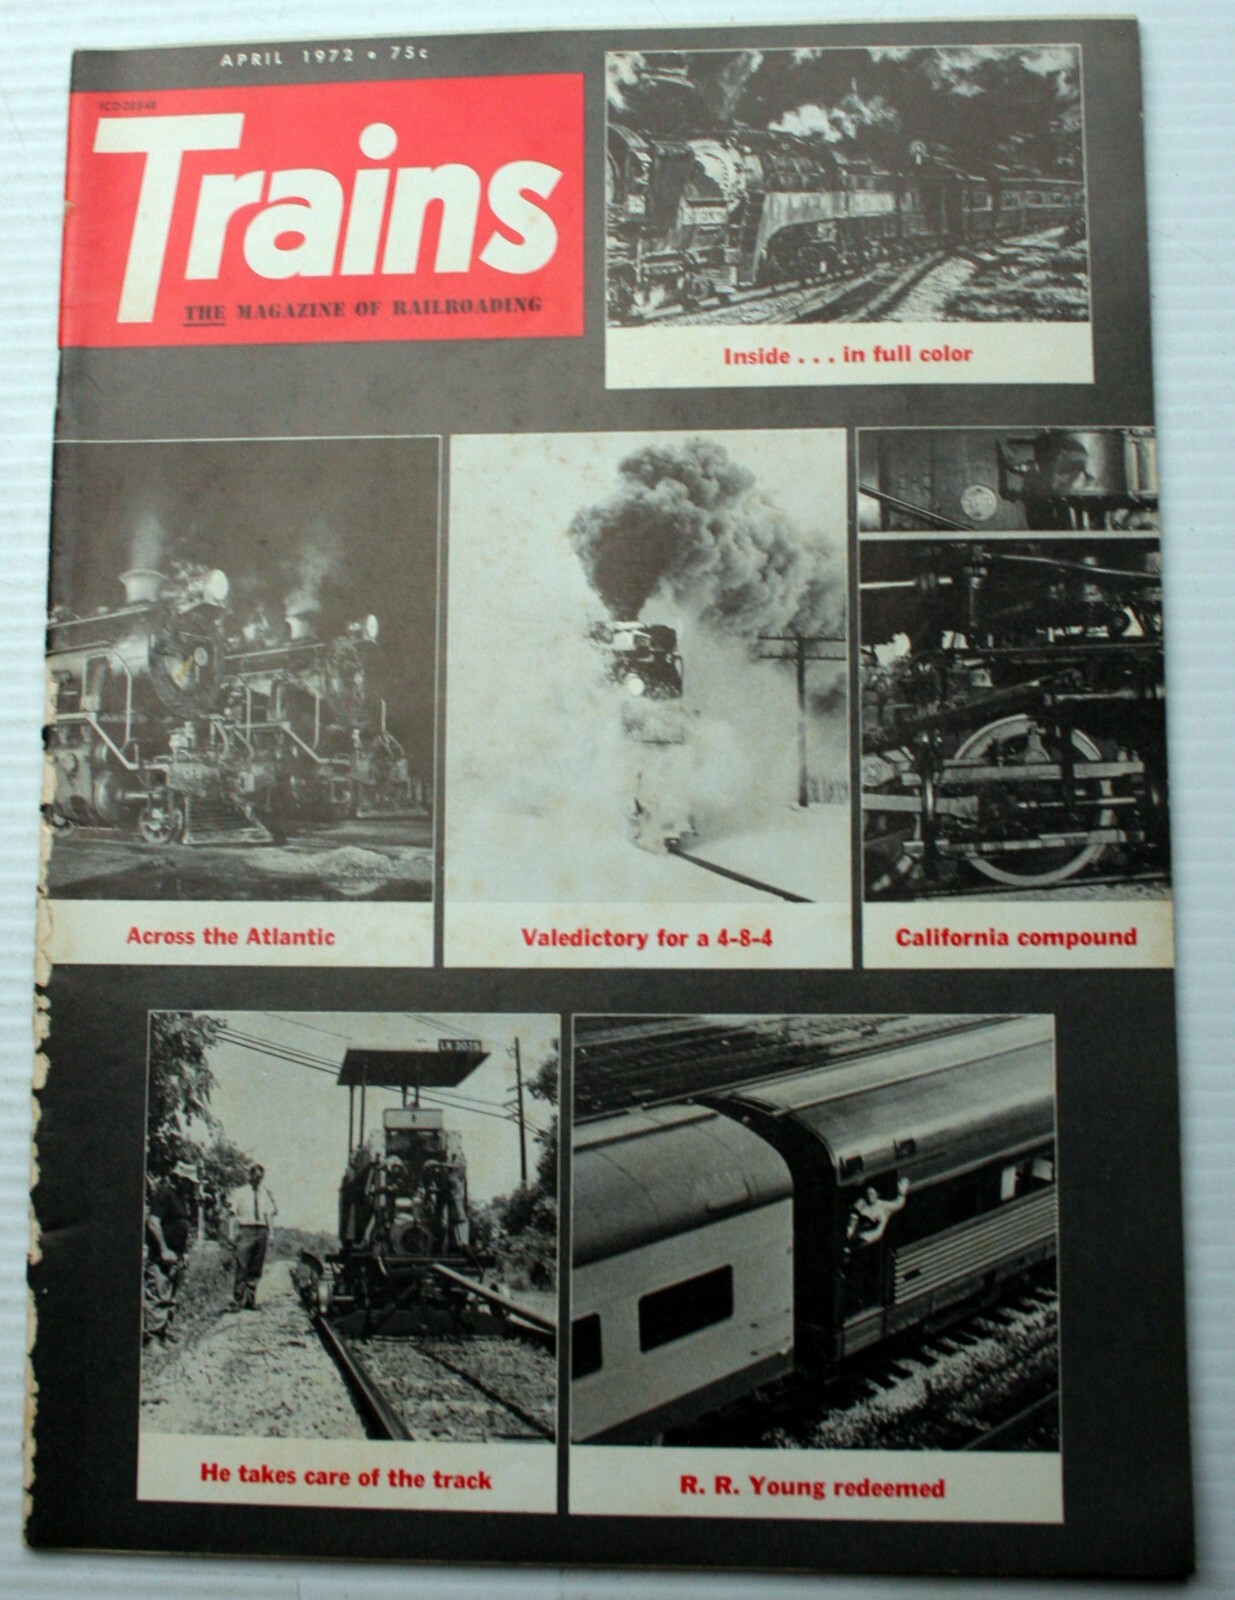 APRIL 1972 • 75c
Trains
THE MAGAZINE OF RAILROADING
Inside . . . in full color
Across the Atlantic
Valedictory for a 4-8-4
California compound
He takes care of the track
R. R. Young redeemed